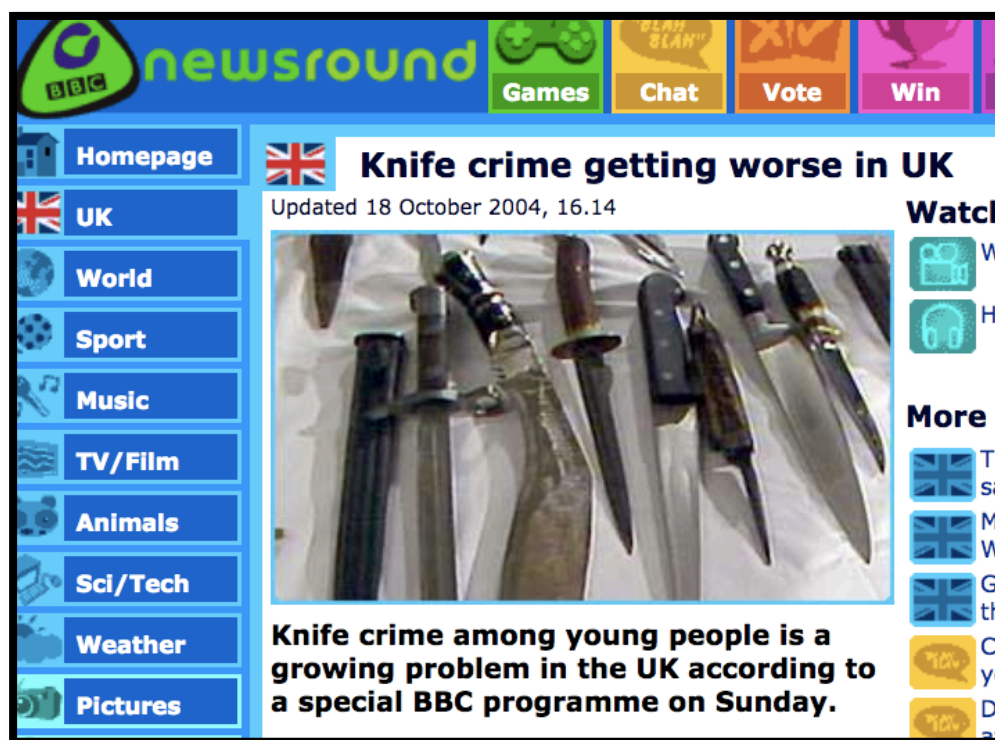 BBC newsround
Games
Chat
Vote
Win
Homepage
UK
World
Sport
Music
TV/Film
Animals
Sci/Tech
Weather
Pictures
Knife crime getting worse in UK
Updated 18 October 2004, 16.14
Knife crime among young people is a
growing problem in the UK according to
a special BBC programme on Sunday.
More